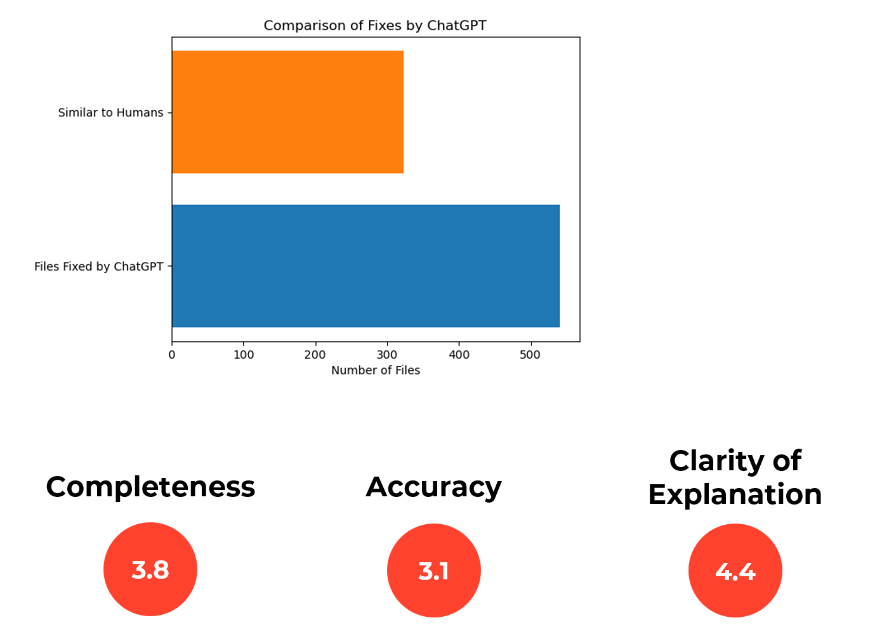 Comparison of Fixes by ChatGPT
Similar to Humans
Files Fixed by ChatGPT
0 100 200 300 400 500
Number of Files
Completeness
Accuracy
Clarity of
Explanation
3.8
3.1
4.4